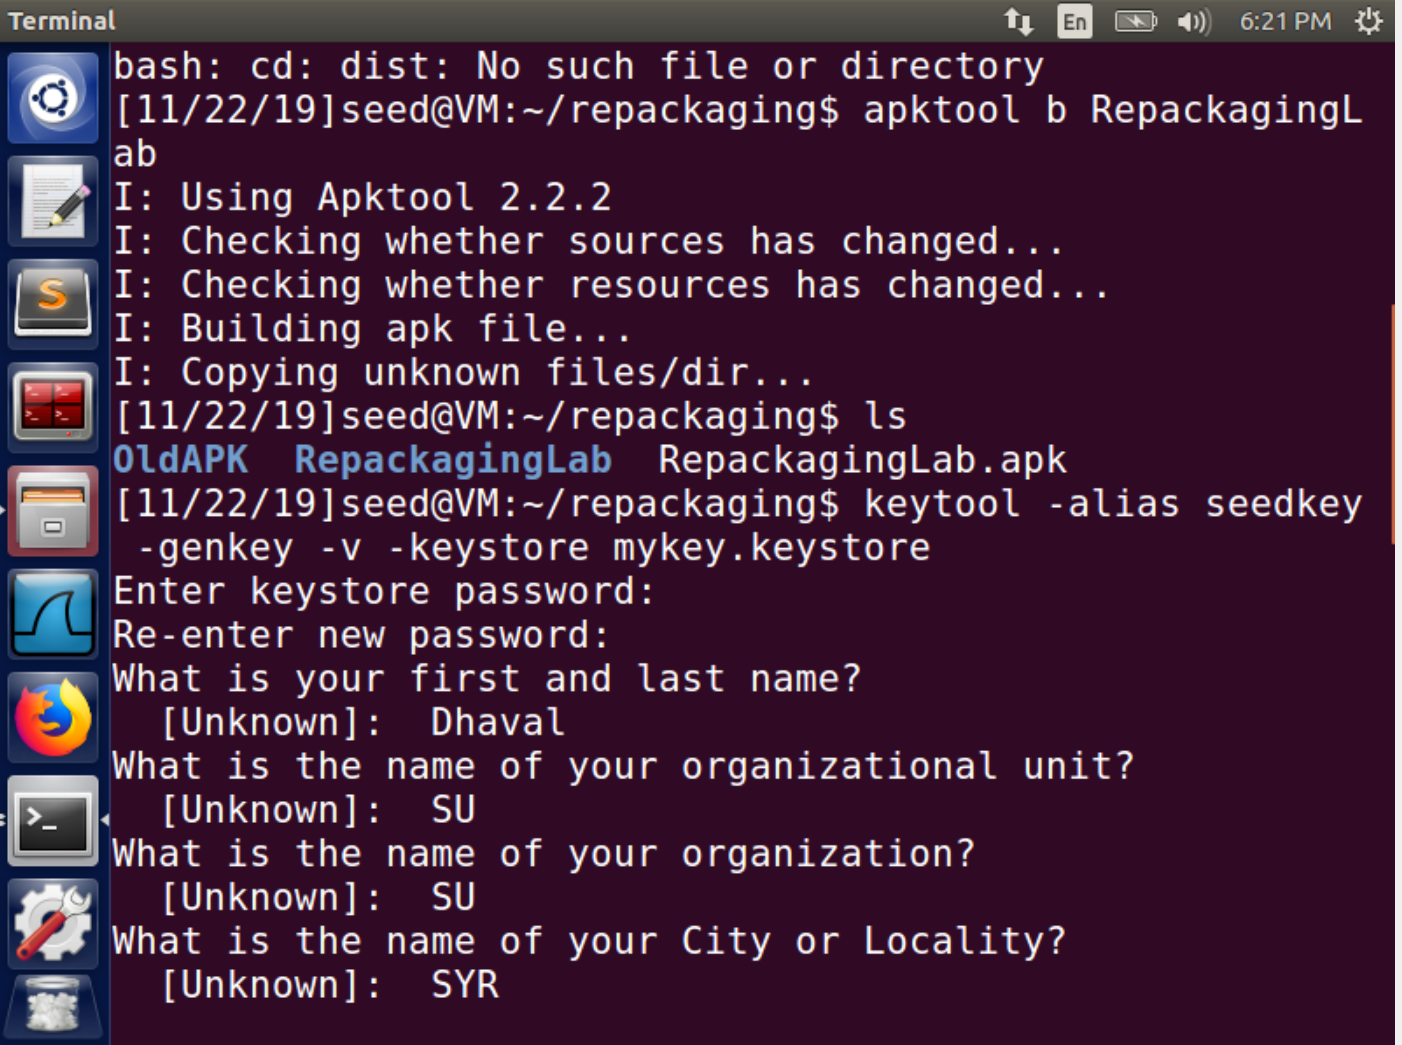 Terminal
En
6:21 PM
bash: cd: dist: No such file or directory
[11/22/19]seed@VM:~/repackaging$ apktool b RepackagingL
ab
I: Using Apktool 2.2.2
I: Checking whether sources has changed...
I: Checking whether resources has changed...
I: Building apk file...
I: Copying unknown files/dir...
[11/22/19]seed@VM:~/repackaging$ ls
OldAPK  RepackagingLab  RepackagingLab.apk
[11/22/19]seed@VM:~/repackaging$ keytool -alias seedkey
 -genkey -v -keystore mykey.keystore
Enter keystore password:
Re-enter new password:
What is your first and last name?
  [Unknown]:  Dhaval
What is the name of your organizational unit?
  [Unknown]:  SU
What is the name of your organization?
  [Unknown]:  SU
What is the name of your City or Locality?
  [Unknown]:  SYR